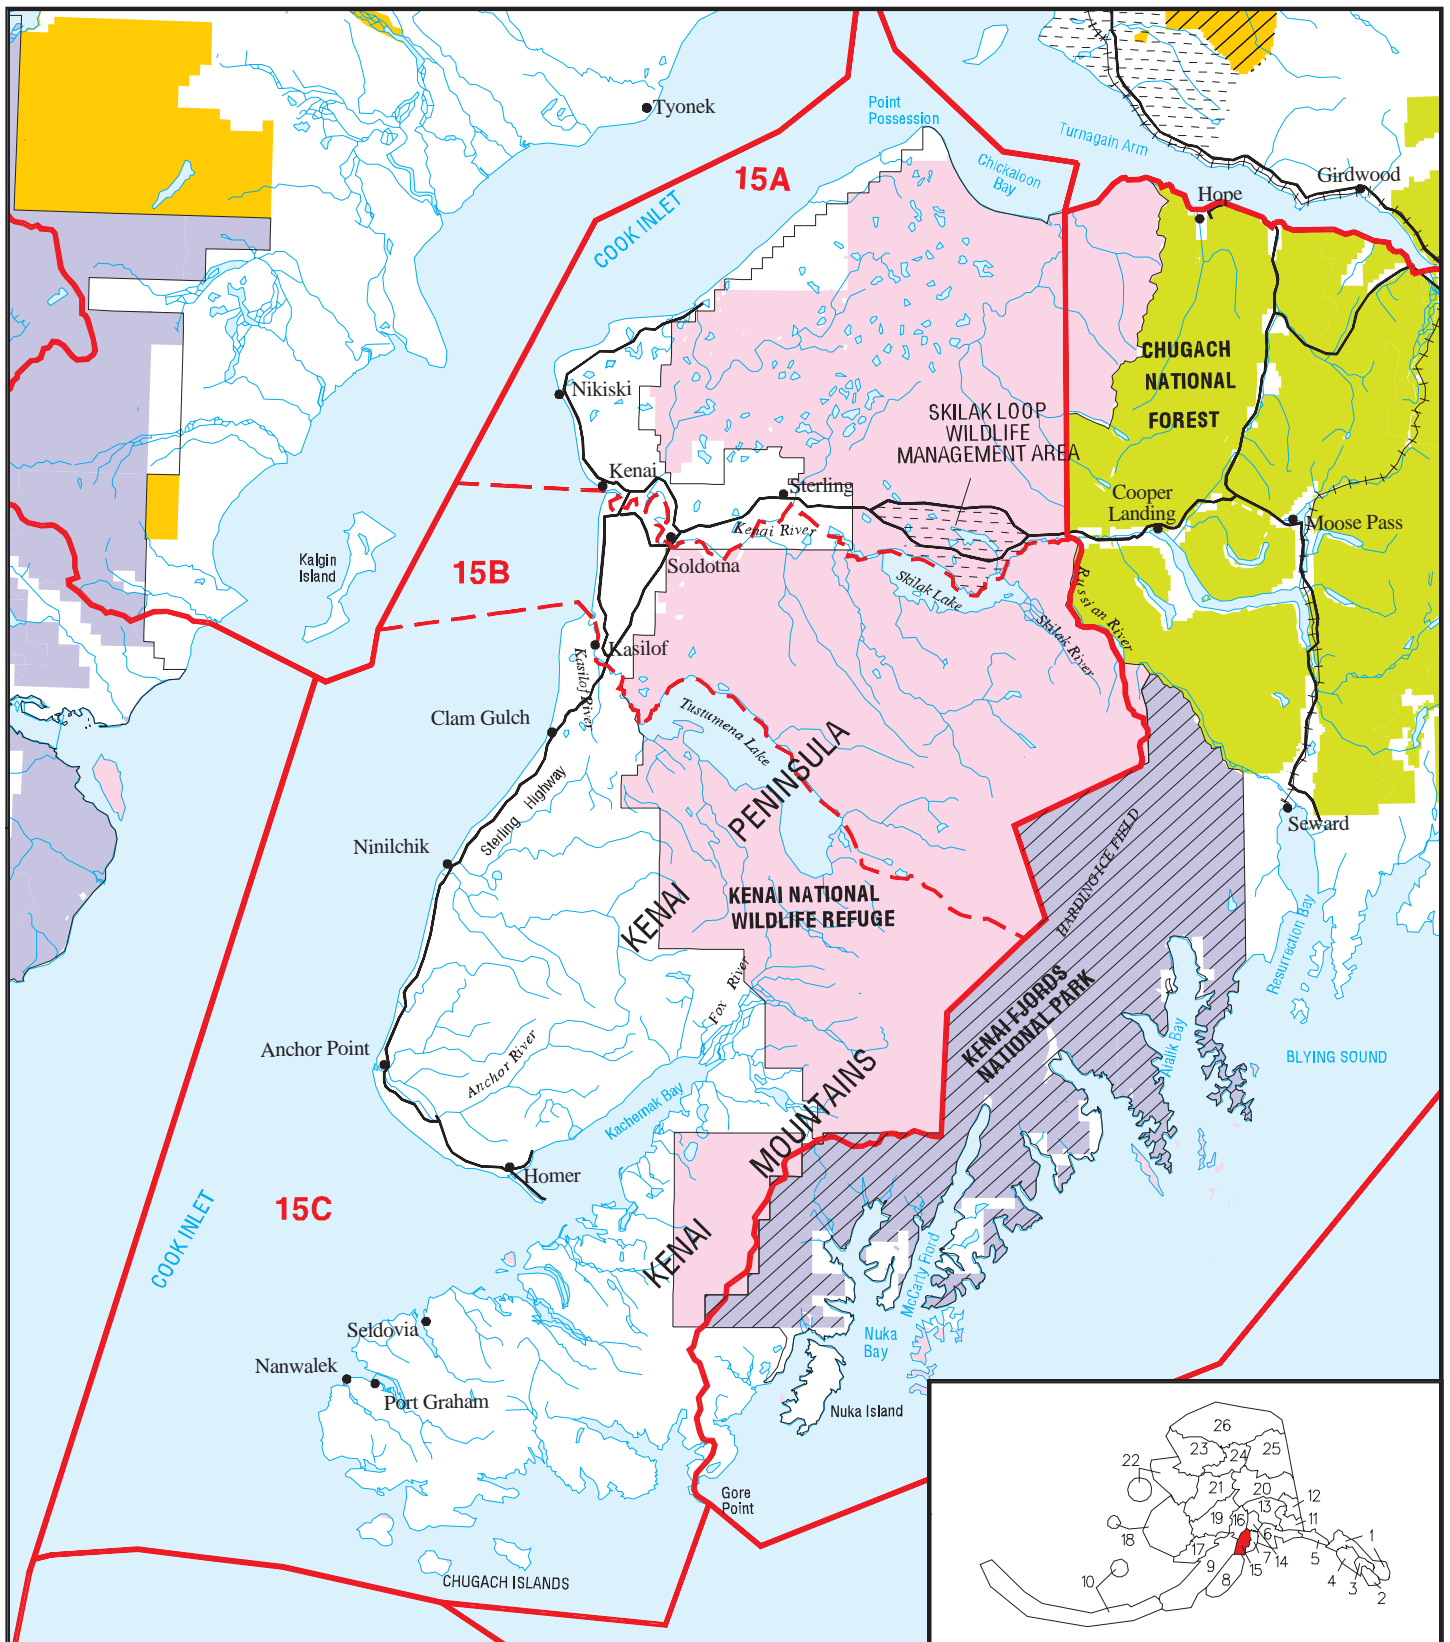 Tyonek
Point
Possession
Turnagain Arm
Chickaloon
Bay
Girdwood
Hope
15A
COOK INLET
CHUGACH
NATIONAL
FOREST
Nikiski
SKILAK LOOP
WILDLIFE
MANAGEMENT AREA
Kenai
Sterling
Cooper
Landing
Moose Pass
Kenai River
Soldotna
Kalgin
Island
15B
Skilak Lake
Russian River
Skilak River
Kasilof
Kasilof River
Clam Gulch
Tustumena Lake
Sterling Highway
Ninilchik
Seward
KENAI PENINSULA
HARDING ICE FIELD
KENAI NATIONAL
WILDLIFE REFUGE
Resurrection Bay
Fox River
KENAI FJORDS
NATIONAL PARK
Aialik Bay
BLYING SOUND
Anchor Point
Anchor River
Kachemak Bay
KENAI MOUNTAINS
Homer
15C
COOK INLET
McCarty Fiord
Seldovia
Nuka
Bay
Nanwalek
Port Graham
Nuka Island
Gore
Point
CHUGACH ISLANDS
26
23
24
25
22
21
20
12
13
11
19
16
18
6
1
17
7
14
5
9
15
4
3
10
8
2